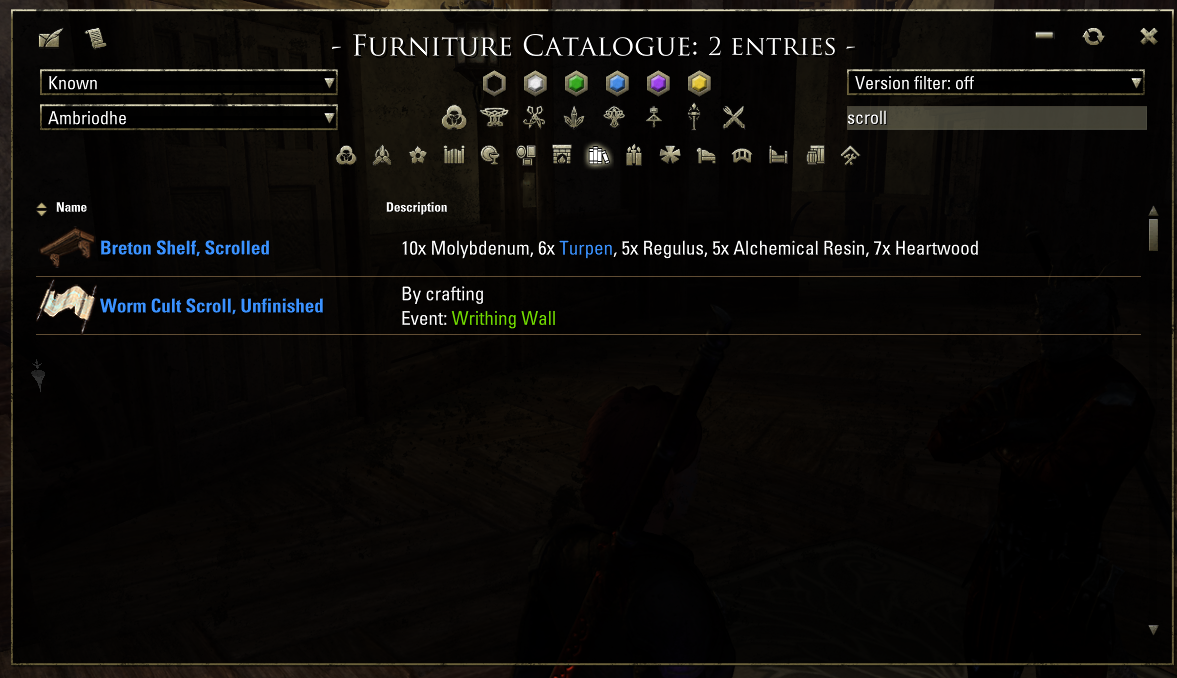 - Furniture Catalogue: 2 entries -
Known
Version filter: off
Ambriodhe
scroll
Name
Description
Breton Shelf, Scrolled
10x Molybdenum, 6x Turpen, 5x Regulus, 5x Alchemical Resin, 7x Heartwood
Worm Cult Scroll, Unfinished
By crafting
Event: Writhing Wall